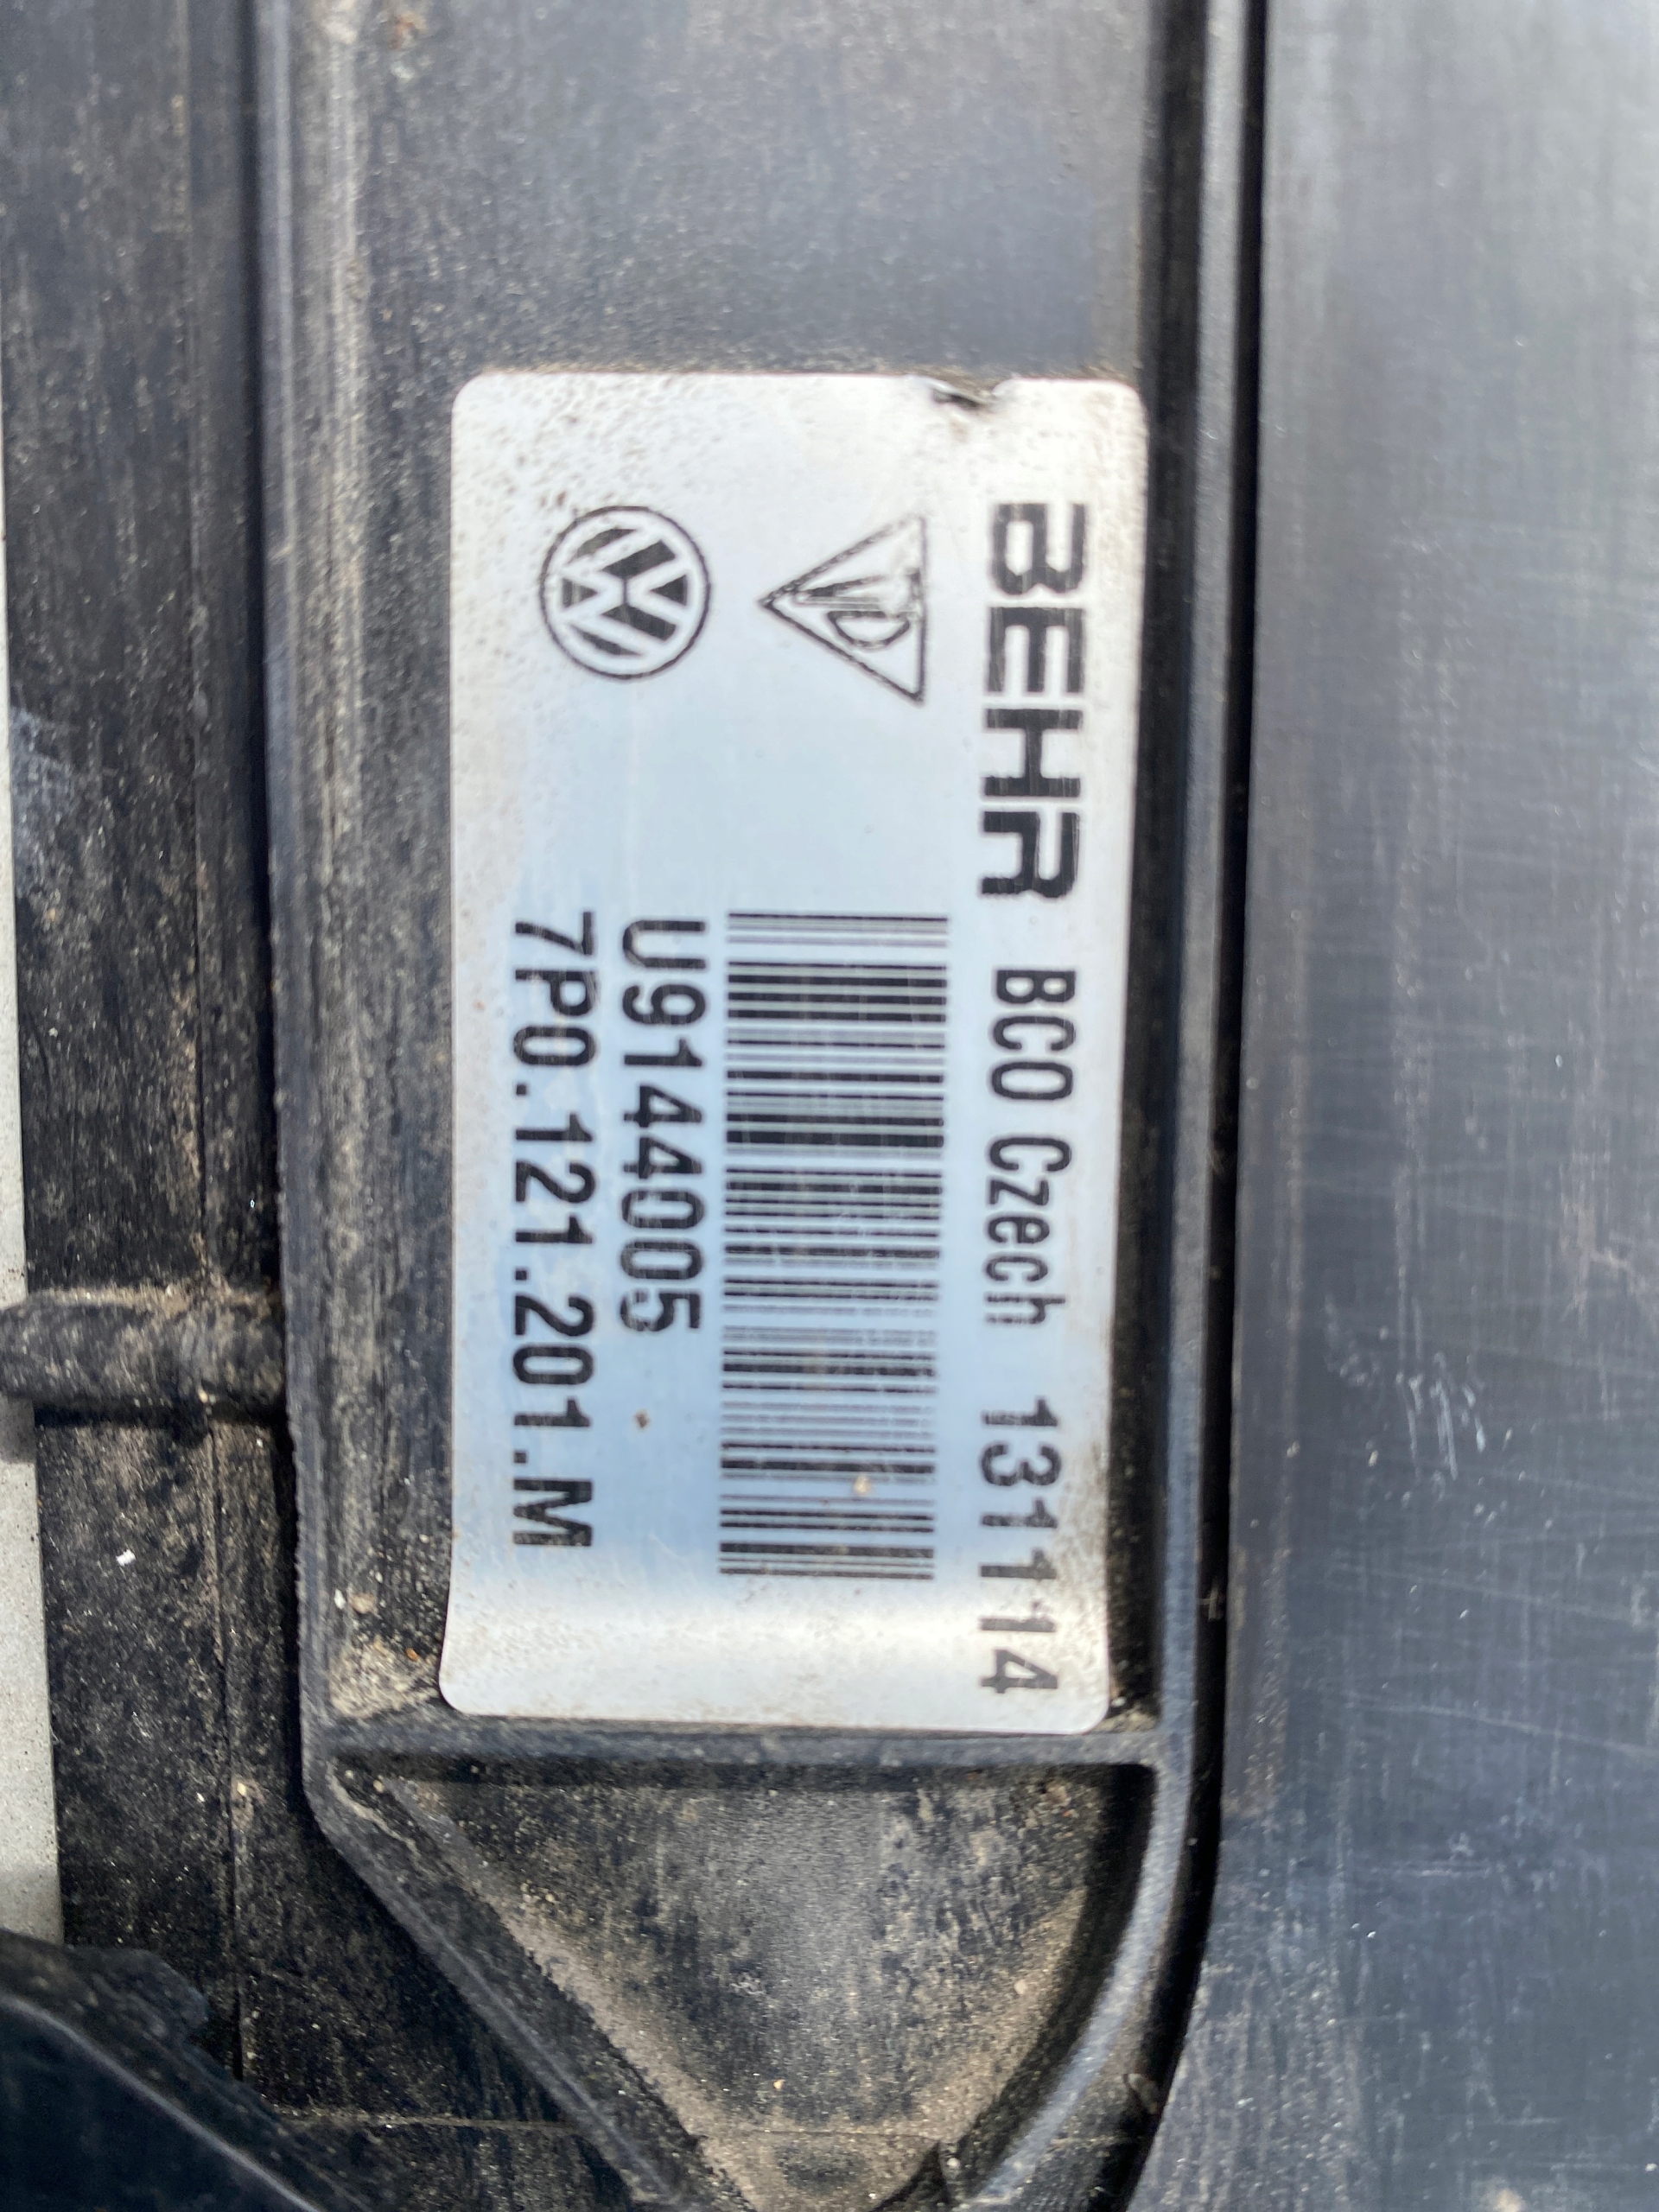 BEHR BCO Czech 131114
U9144005
7P0.121.201.M